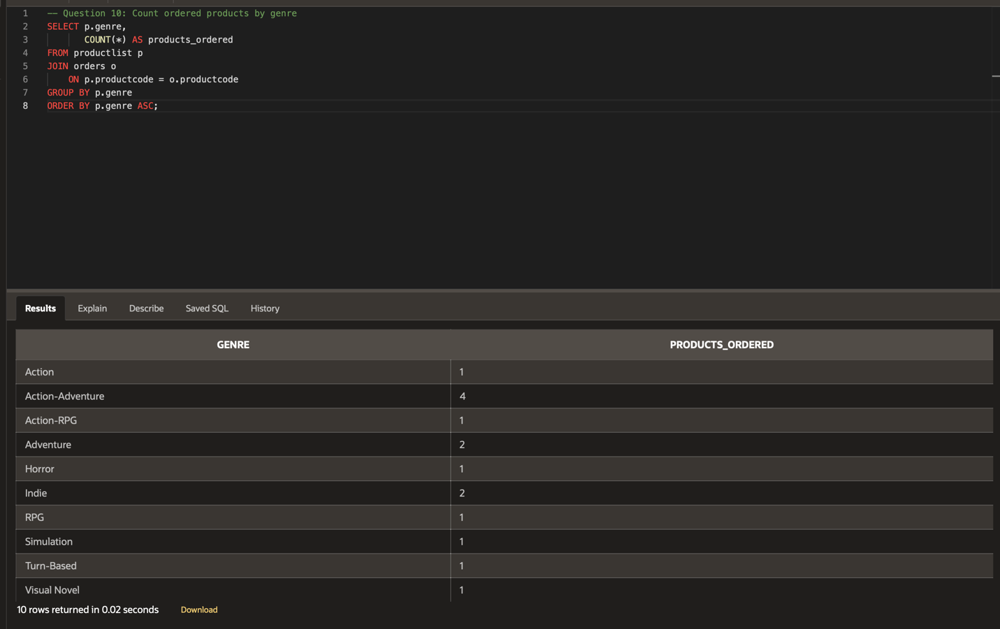 1 -- Question 10: Count ordered products by genre
2 SELECT p.genre,
3 COUNT(*) AS products_ordered
4 FROM productlist p
5 JOIN orders o
6 ON p.productcode = o.productcode
7 GROUP BY p.genre
8 ORDER BY p.genre ASC;
Results Explain Describe Saved SQL History
GENRE PRODUCTS_ORDERED
Action 1
Action-Adventure 4
Action-RPG 1
Adventure 2
Horror 1
Indie 2
RPG 1
Simulation 1
Turn-Based 1
Visual Novel 1
10 rows returned in 0.02 seconds Download